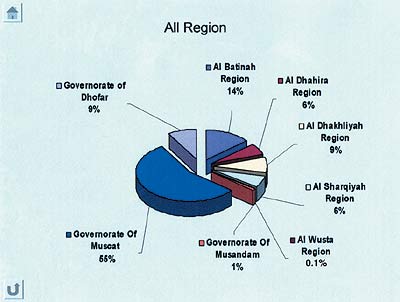 All Region
Al Batinah
Region
14%
Governorate of
Dhofar
9%
Al Dhahira
Region
6%
Al Dhakhliyah
Region
9%
Al Sharqiyah
Region
6%
Governorate Of
Muscat
55%
Governorate Of
Musandam
1%
Al Wusta
Region
0.1%